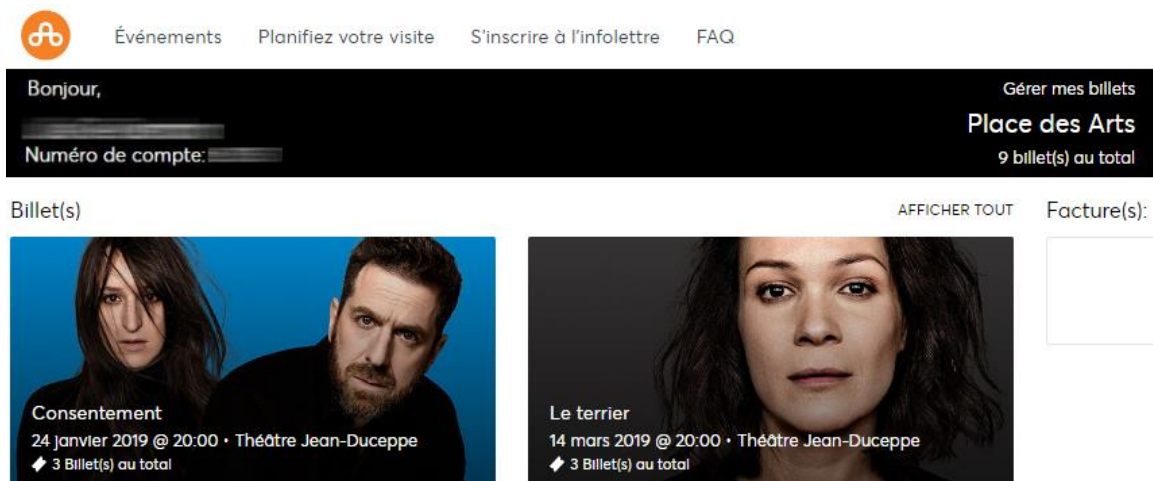 Événements Planifiez votre visite S'inscrire à l'infolettre FAQ
Bonjour,
Numéro de compte:
Gérer mes billets
Place des Arts
9 billet(s) au total
Billet(s)
AFFICHER TOUT
Facture(s):
Consentement
24 janvier 2019 @ 20:00 • Théâtre Jean-Duceppe
3 Billet(s) au total
Le terrier
14 mars 2019 @ 20:00 • Théâtre Jean-Duceppe
3 Billet(s) au total